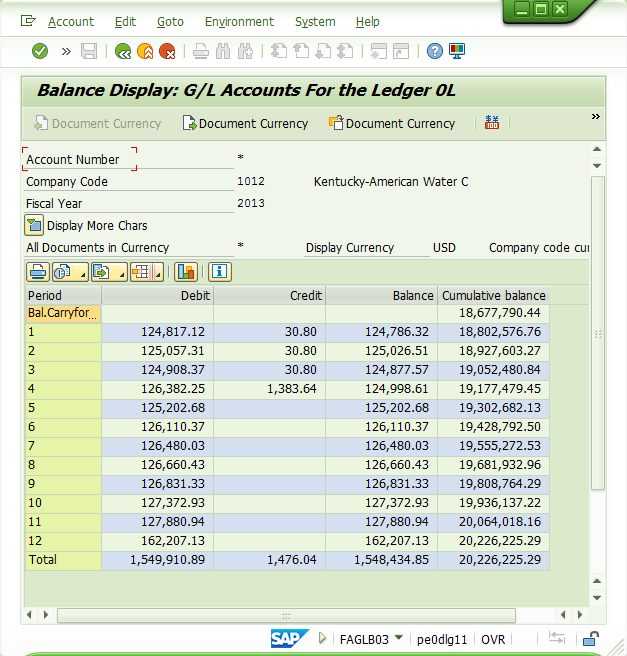 Account Edit Goto Environment System Help
Balance Display: G/L Accounts For the Ledger 0L
Document Currency Document Currency Document Currency
Account Number *
Company Code 1012 Kentucky-American Water C
Fiscal Year 2013
Display More Chars
All Documents in Currency * Display Currency USD Company code cur
Period Debit Credit Balance Cumulative balance
Bal.Carryfor... 18,677,790.44
1 124,817.12 30.80 124,786.32 18,802,576.76
2 125,057.31 30.80 125,026.51 18,927,603.27
3 124,908.37 30.80 124,877.57 19,052,480.84
4 126,382.25 1,383.64 124,998.61 19,177,479.45
5 125,202.68 125,202.68 19,302,682.13
6 126,110.37 126,110.37 19,428,792.50
7 126,480.03 126,480.03 19,555,272.53
8 126,660.43 126,660.43 19,681,932.96
9 126,831.33 126,831.33 19,808,764.29
10 127,372.93 127,372.93 19,936,137.22
11 127,880.94 127,880.94 20,064,018.16
12 162,207.13 162,207.13 20,226,225.29
Total 1,549,910.89 1,476.04 1,548,434.85 20,226,225.29
SAP FAGLB03 pe0dlg11 OVR